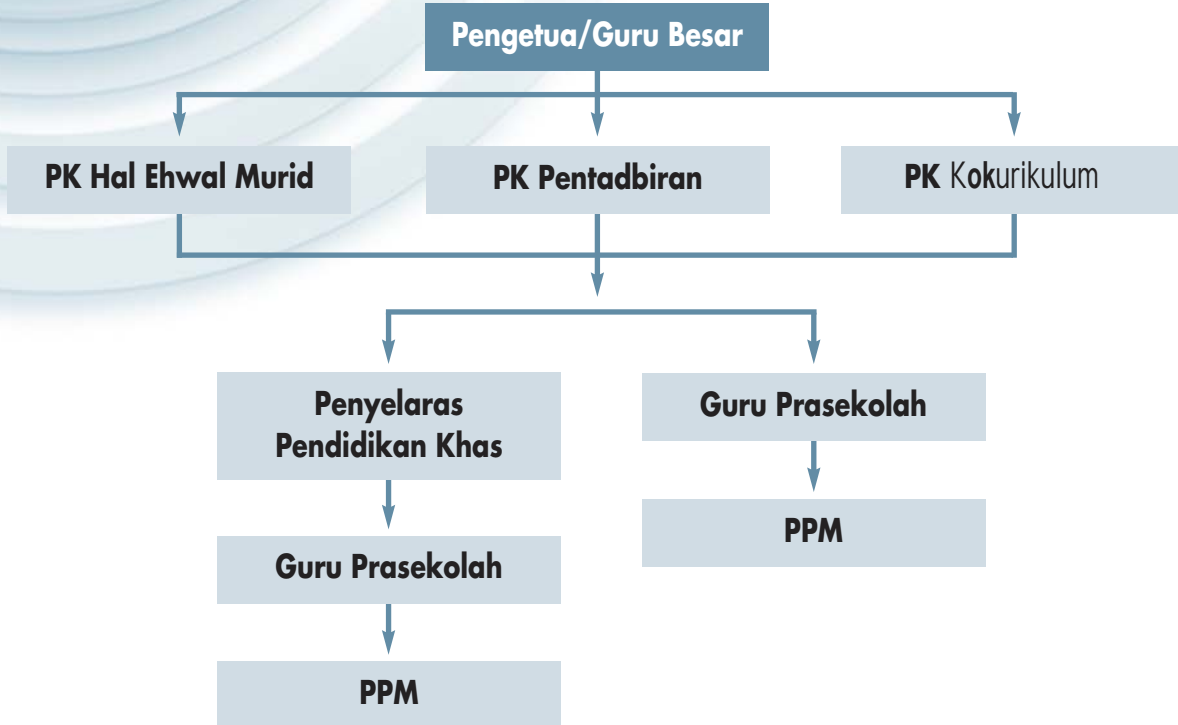 Pengetua/Guru Besar
PK Hal Ehwal Murid
PK Pentadbiran
PK Kokurikulum
Penyelaras
Pendidikan Khas
Guru Prasekolah
PPM
Guru Prasekolah
PPM